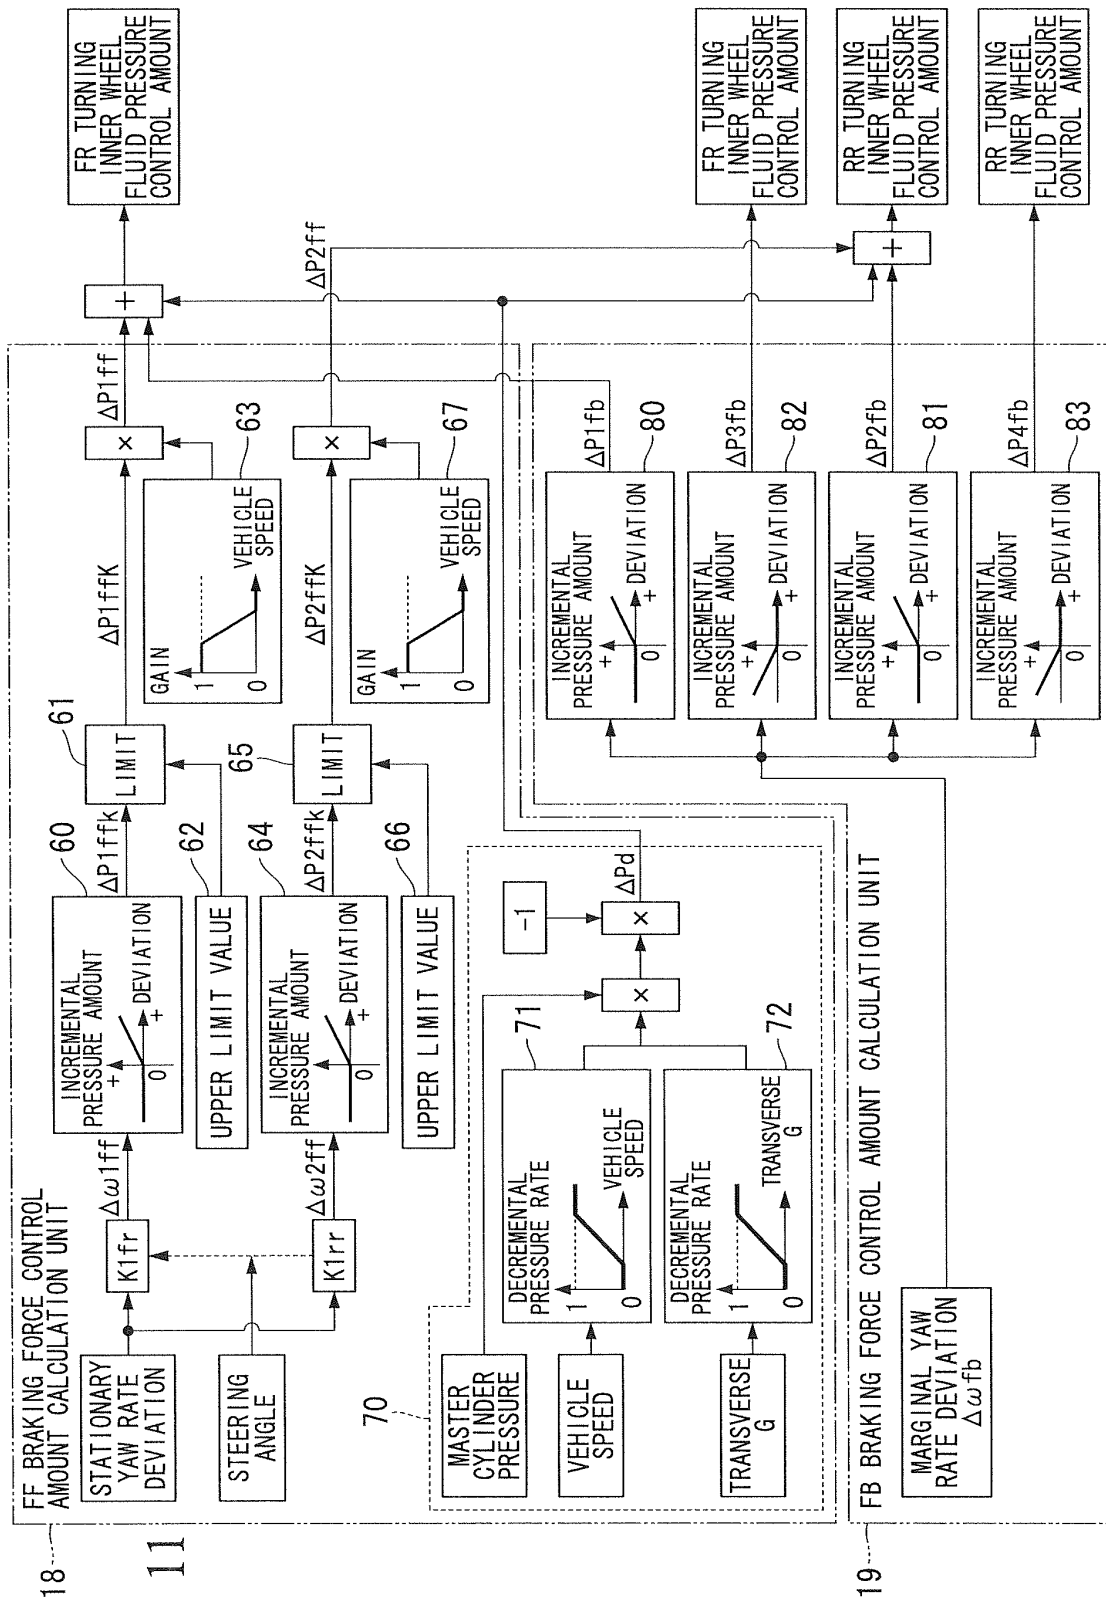 11
18
FF BRAKING FORCE CONTROL
AMOUNT CALCULATION UNIT
STATIONARY
YAW RATE
DEVIATION
STEERING
ANGLE
K1fr
K1rr
Δω1ff
Δω2ff
INCREMENTAL
PRESSURE AMOUNT
+
0
+
DEVIATION
60
UPPER LIMIT VALUE
62
INCREMENTAL
PRESSURE AMOUNT
0
+
DEVIATION
64
UPPER LIMIT VALUE
66
ΔP1ffk
LIMIT
61
ΔP2ffk
LIMIT
65
ΔP1ffK
GAIN
1
0
VEHICLE
SPEED
63
×
ΔP1ff
ΔP2ffK
GAIN
1
0
VEHICLE
SPEED
67
×
ΔP2ff
+
FR TURNING
INNER WHEEL
FLUID PRESSURE
CONTROL AMOUNT
70
MASTER
CYLINDER
PRESSURE
VEHICLE
SPEED
TRANSVERSE
G
DECREMENTAL
PRESSURE RATE
1
0
VEHICLE
SPEED
71
DECREMENTAL
PRESSURE RATE
1
0
TRANSVERSE
G
72
×
-1
×
ΔPd
19
FB BRAKING FORCE CONTROL AMOUNT CALCULATION UNIT
MARGINAL YAW
RATE DEVIATION
Δωfb
INCREMENTAL
PRESSURE AMOUNT
+
0
+
DEVIATION
80
ΔP1fb
INCREMENTAL
PRESSURE AMOUNT
+
0
+
DEVIATION
82
ΔP3fb
FR TURNING
INNER WHEEL
FLUID PRESSURE
CONTROL AMOUNT
INCREMENTAL
PRESSURE AMOUNT
+
0
+
DEVIATION
81
ΔP2fb
+
RR TURNING
INNER WHEEL
FLUID PRESSURE
CONTROL AMOUNT
INCREMENTAL
PRESSURE AMOUNT
+
0
+
DEVIATION
83
ΔP4fb
RR TURNING
INNER WHEEL
FLUID PRESSURE
CONTROL AMOUNT